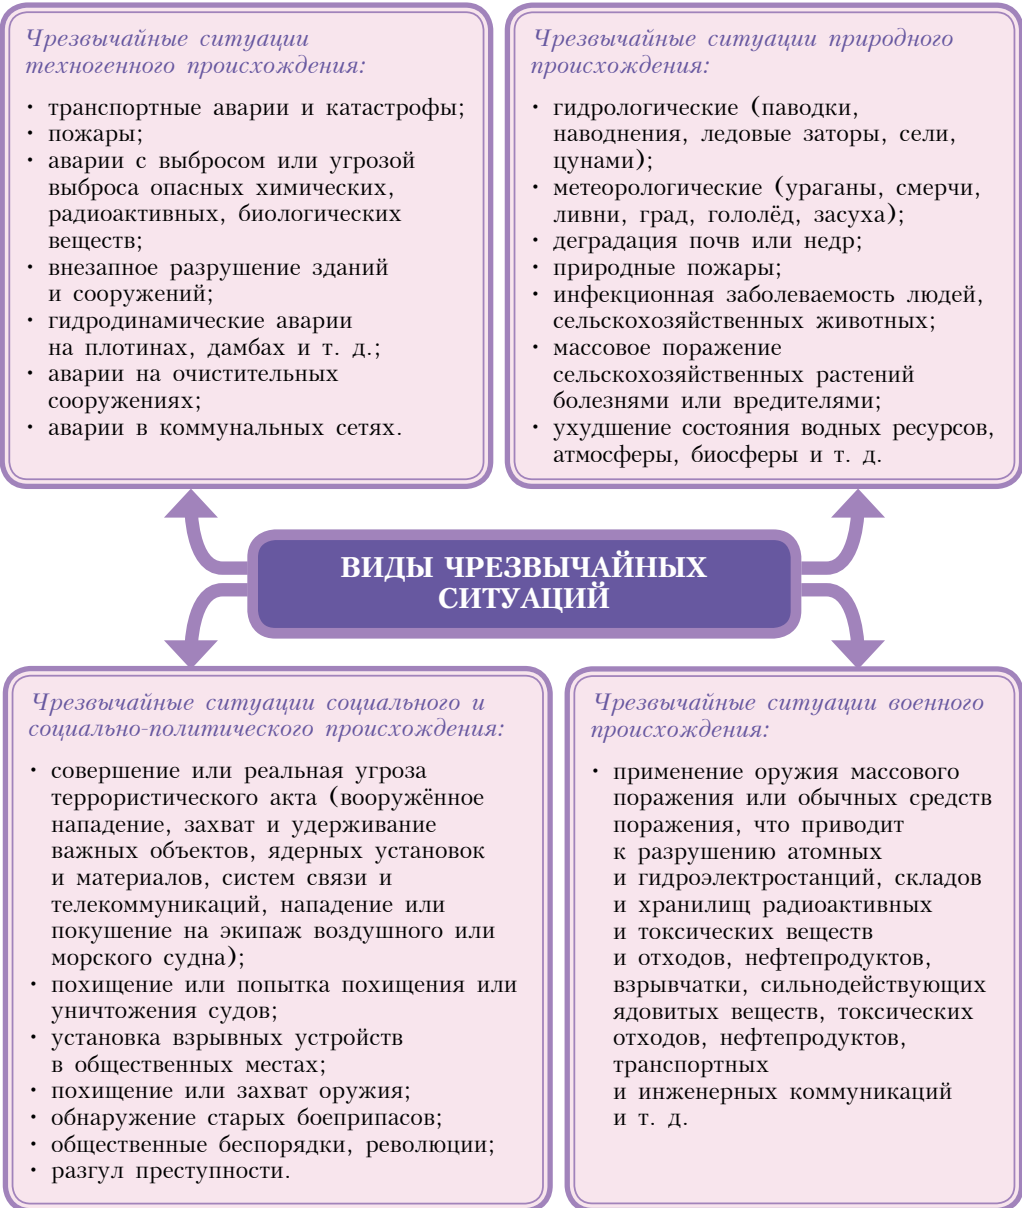 Чрезвычайные ситуации
техногенного происхождения:
· транспортные аварии и катастрофы;
· пожары;
· аварии с выбросом или угрозой
выброса опасных химических,
радиоактивных, биологических
веществ;
· внезапное разрушение зданий
и сооружений;
· гидродинамические аварии
на плотинах, дамбах и т. д.;
· аварии на очистительных
сооружениях;
· аварии в коммунальных сетях.
Чрезвычайные ситуации природного
происхождения:
· гидрологические (паводки,
наводнения, ледовые заторы, сели,
цунами);
· метеорологические (ураганы, смерчи,
ливни, град, гололёд, засуха);
· деградация почв или недр;
· природные пожары;
· инфекционная заболеваемость людей,
сельскохозяйственных животных;
· массовое поражение
сельскохозяйственных растений
болезнями или вредителями;
· ухудшение состояния водных ресурсов,
атмосферы, биосферы и т. д.
ВИДЫ ЧРЕЗВЫЧАЙНЫХ
СИТУАЦИЙ
Чрезвычайные ситуации социального и
социально-политического происхождения:
· совершение или реальная угроза
террористического акта (вооружённое
нападение, захват и удерживание
важных объектов, ядерных установок
и материалов, систем связи и
телекоммуникаций, нападение или
покушение на экипаж воздушного или
морского судна);
· похищение или попытка похищения или
уничтожения судов;
· установка взрывных устройств
в общественных местах;
· похищение или захват оружия;
· обнаружение старых боеприпасов;
· общественные беспорядки, революции;
· разгул преступности.
Чрезвычайные ситуации военного
происхождения:
· применение оружия массового
поражения или обычных средств
поражения, что приводит
к разрушению атомных
и гидроэлектростанций, складов
и хранилищ радиоактивных
и токсических веществ
и отходов, нефтепродуктов,
взрывчатки, сильнодействующих
ядовитых веществ, токсических
отходов, нефтепродуктов,
транспортных
и инженерных коммуникаций
и т. д.